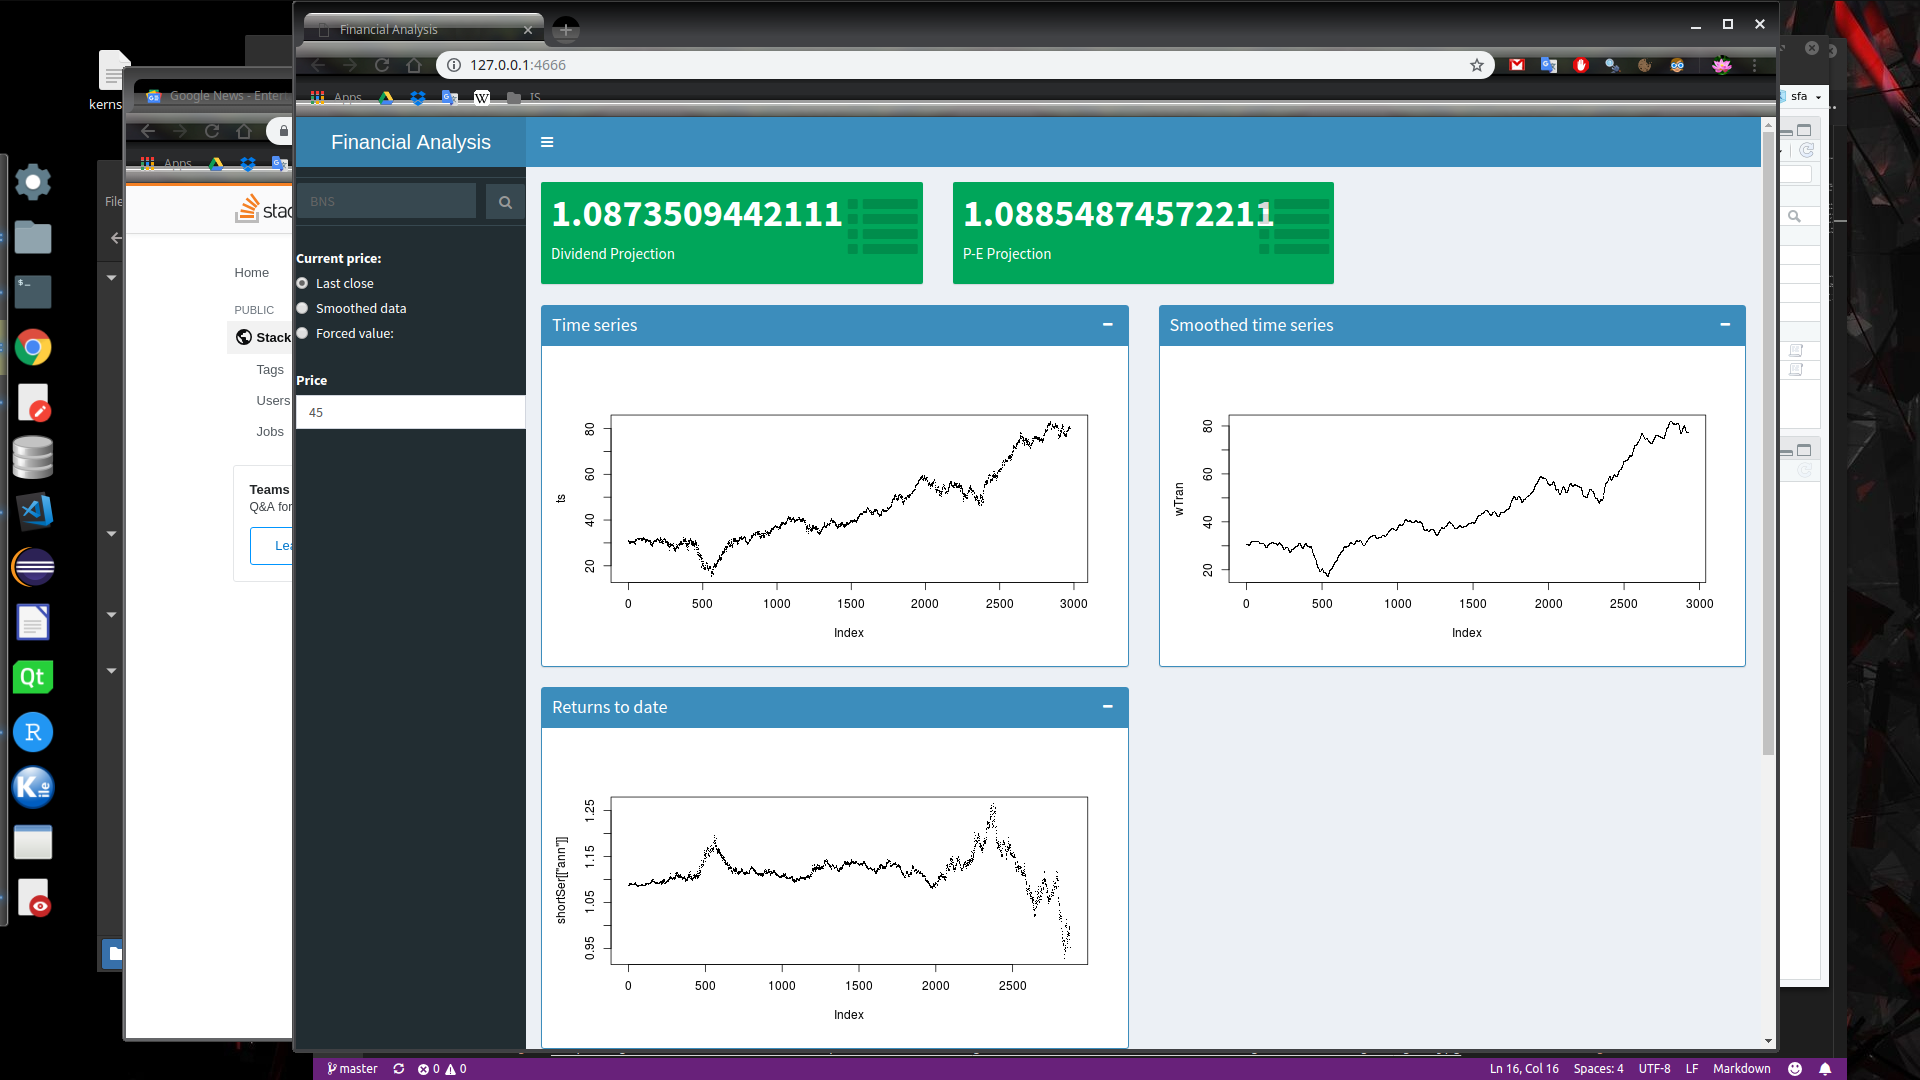 Financial Analysis
127.0.0.1:4666
Apps
IS
kerns
Google News - Enter
Apps
File
sfa
stac
Home
PUBLIC
Stack
Tags
Users
Jobs
Teams
Q&A for
Lea
Qt
R
Financial Analysis
BNS
Current price:
Last close
Smoothed data
Forced value:
Price
45
1.0873509442111
Dividend Projection
1.08854874572211
P-E Projection
Time series
ts
20 40 60 80
0 500 1000 1500 2000 2500 3000
Index
Smoothed time series
wTran
20 40 60 80
0 500 1000 1500 2000 2500 3000
Index
Returns to date
shortSer[["ann"]]
0.95 1.05 1.15 1.25
0 500 1000 1500 2000 2500
Index
master 0 0 Ln 16, Col 16 Spaces: 4 UTF-8 LF Markdown